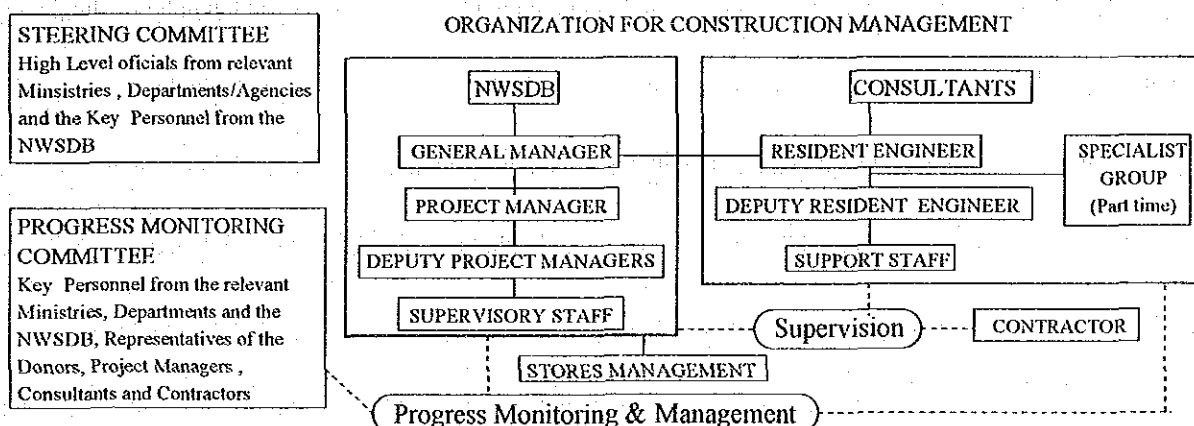 ORGANIZATION FOR CONSTRUCTION MANAGEMENT
STEERING COMMITTEE
High Level oficials from relevant
Minsistries , Departments/Agencies
and the Key Personnel from the
NWSDB
PROGRESS MONITORING
COMMITTEE
Key Personnel from the relevant
Ministries, Departments and the
NWSDB, Representatives of the
Donors, Project Managers ,
Consultants and Contractors
NWSDB
GENERAL MANAGER
PROJECT MANAGER
DEPUTY PROJECT MANAGERS
SUPERVISORY STAFF
STORES MANAGEMENT
CONSULTANTS
RESIDENT ENGINEER
DEPUTY RESIDENT ENGINEER
SUPPORT STAFF
SPECIALIST
GROUP
(Part time)
Supervision
CONTRACTOR
Progress Monitoring & Management